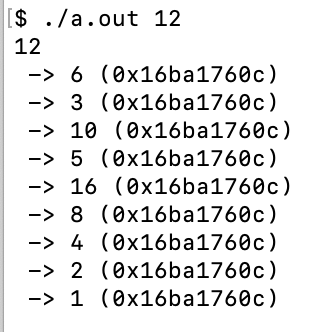 [$ ./a.out 12
12
 -> 6 (0x16ba1760c)
 -> 3 (0x16ba1760c)
 -> 10 (0x16ba1760c)
 -> 5 (0x16ba1760c)
 -> 16 (0x16ba1760c)
 -> 8 (0x16ba1760c)
 -> 4 (0x16ba1760c)
 -> 2 (0x16ba1760c)
 -> 1 (0x16ba1760c)